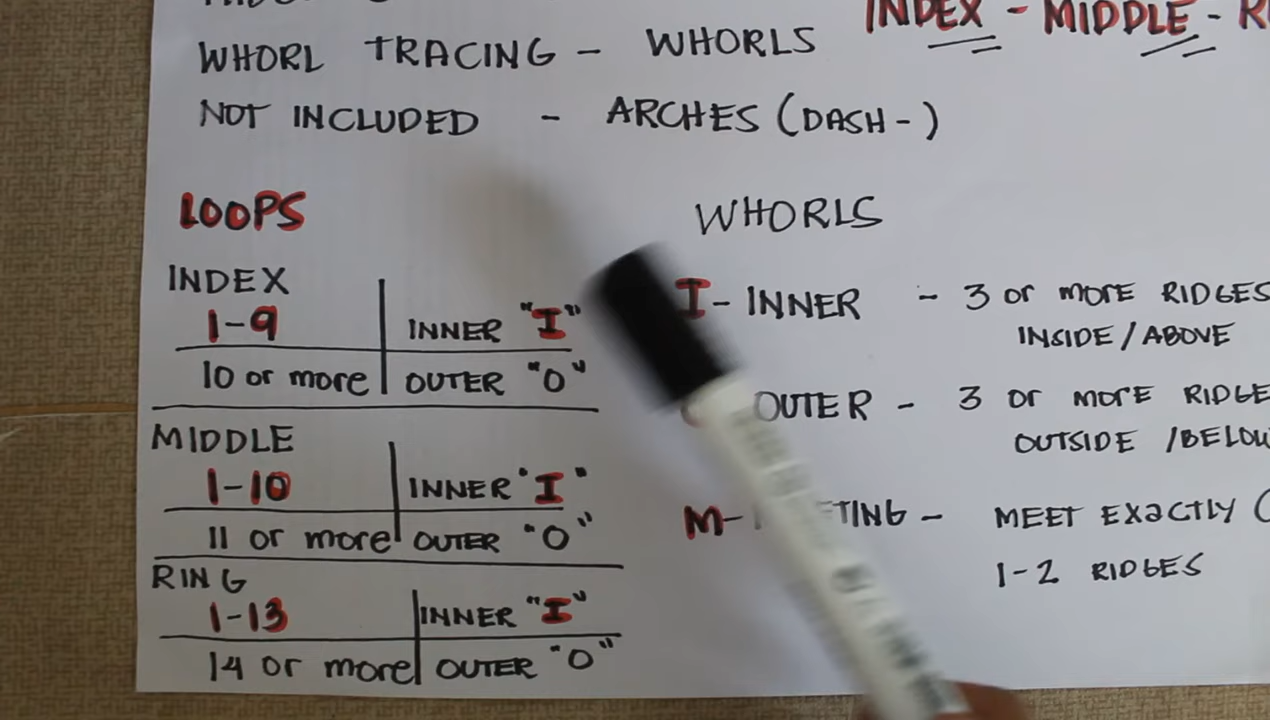 INDEX - MIDDLE -
WHORL TRACING - WHORLS
NOT INCLUDED - ARCHES (DASH -)
LOOPS
WHORLS
INDEX
1-9 INNER "I"
10 or more OUTER "O"
MIDDLE
1-10 INNER "I"
11 or more OUTER "O"
RING
1-13 INNER "I"
14 or more OUTER "O"
I - INNER - 3 or more RIDGES
INSIDE / ABOVE
OUTER - 3 or more RIDGE
OUTSIDE / BELOW
M- ETING - MEET EXACTLY (
1-2 RIDGES